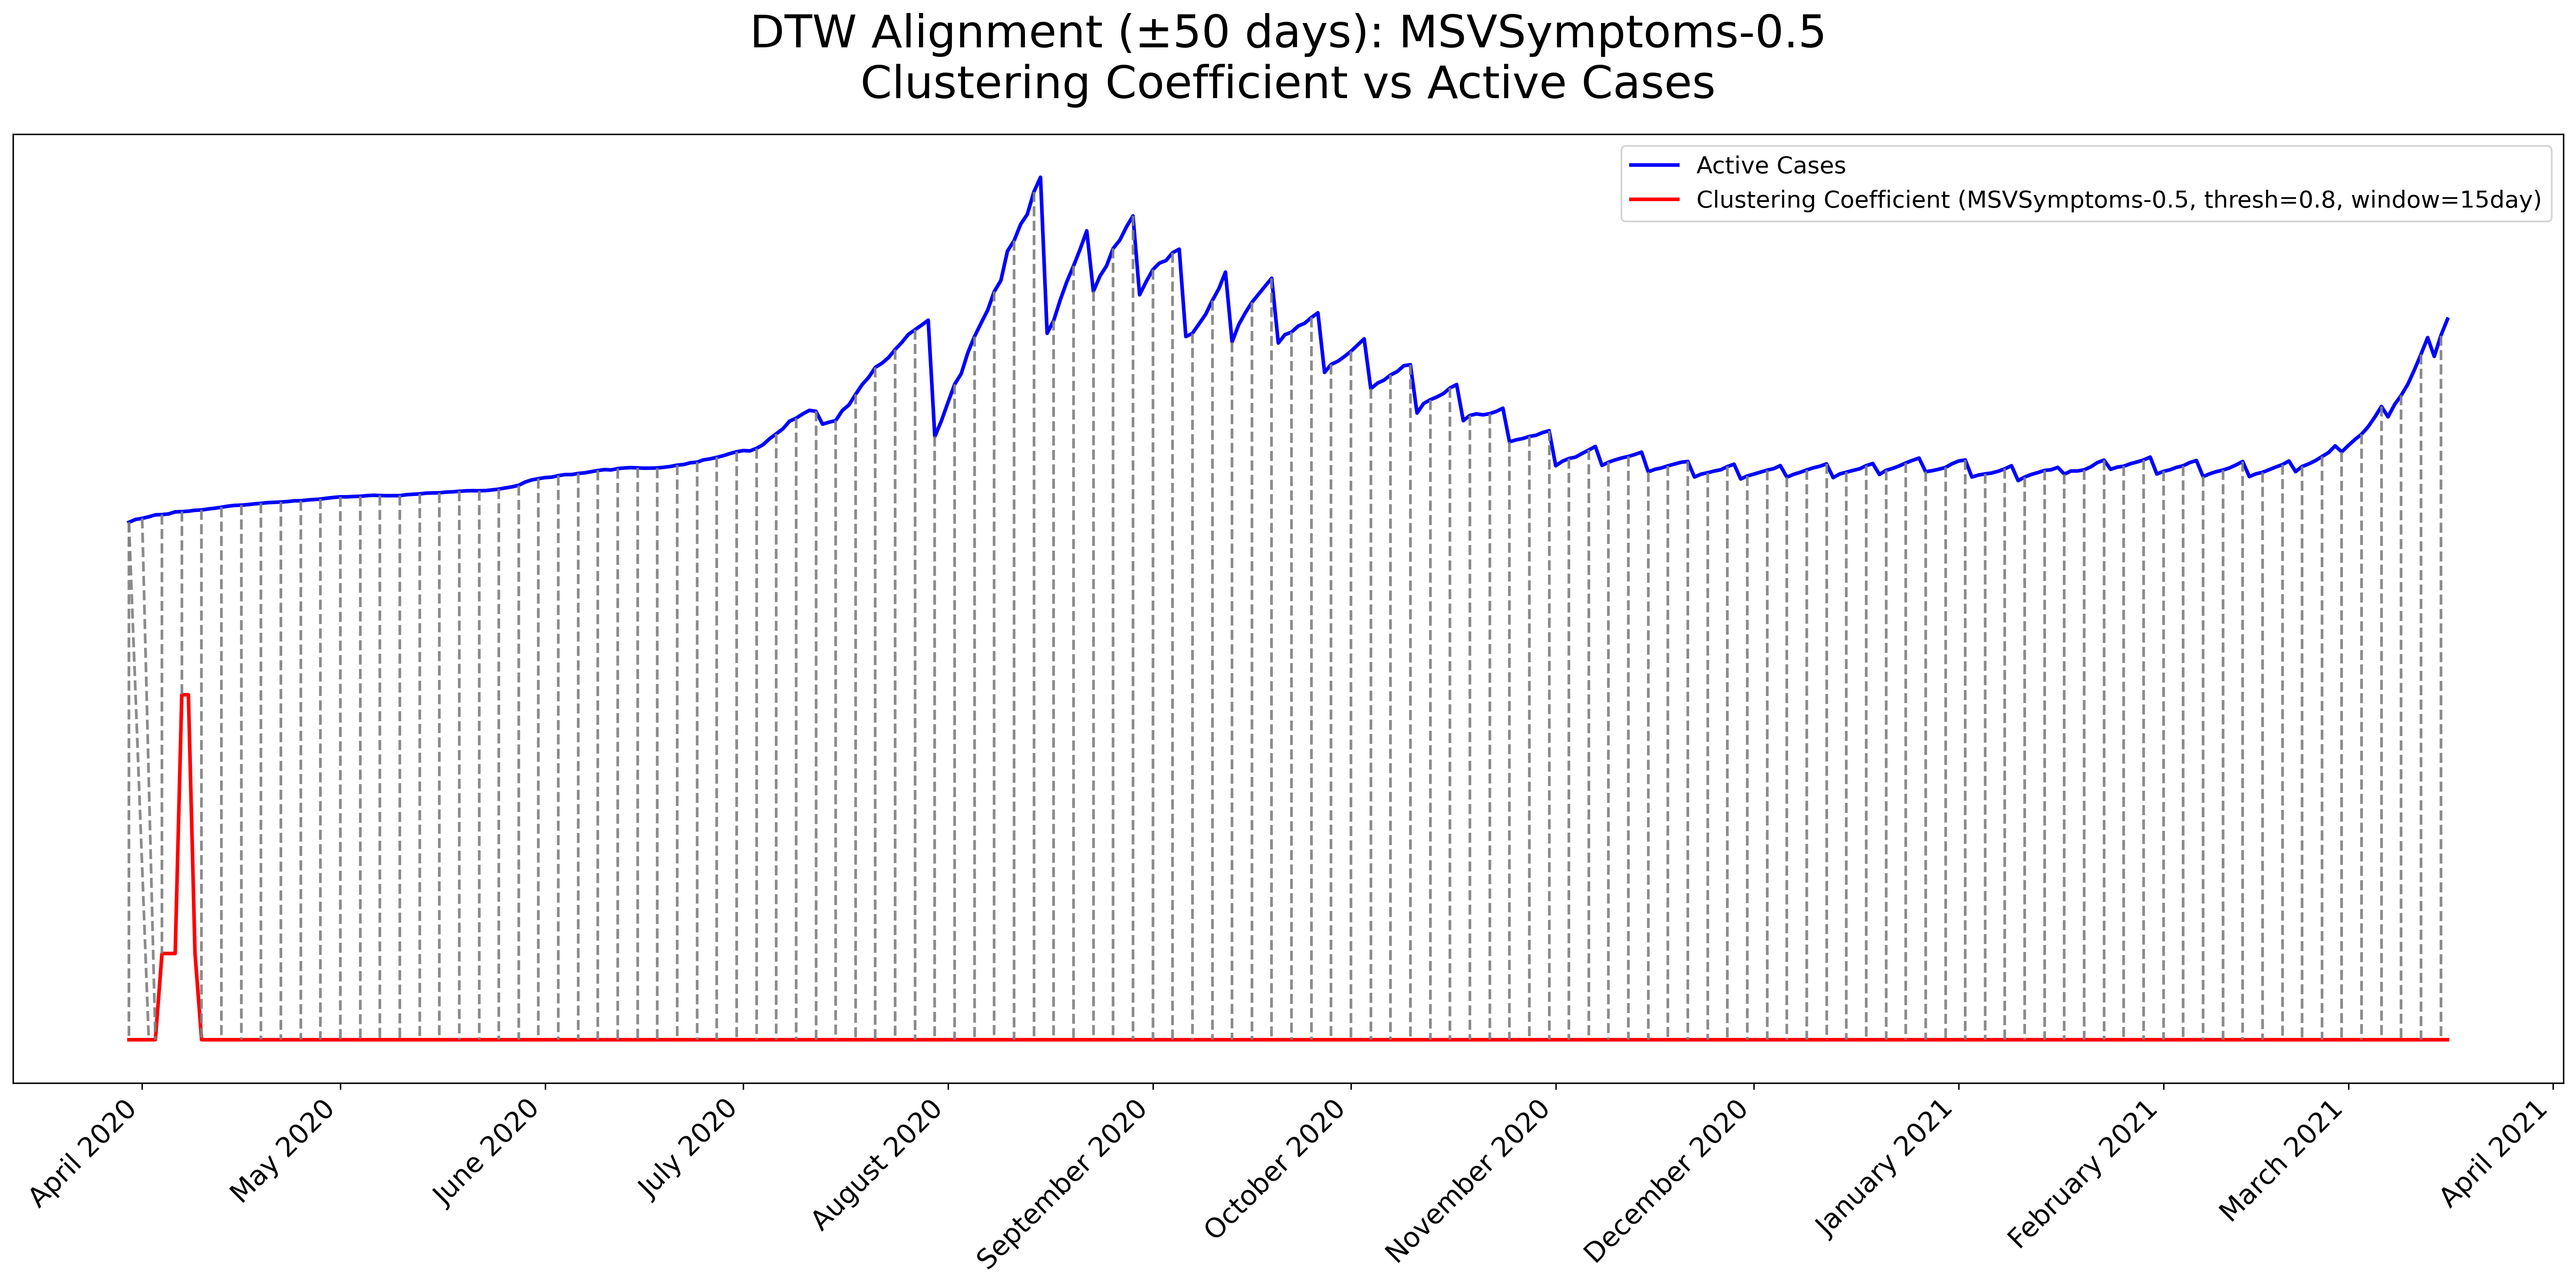 DTW Alignment (±50 days): MSVSymptoms-0.5
Clustering Coefficient vs Active Cases
Active Cases
Clustering Coefficient (MSVSymptoms-0.5, thresh=0.8, window=15day)
April 2020
May 2020
June 2020
July 2020
August 2020
September 2020
October 2020
November 2020
December 2020
January 2021
February 2021
March 2021
April 2021